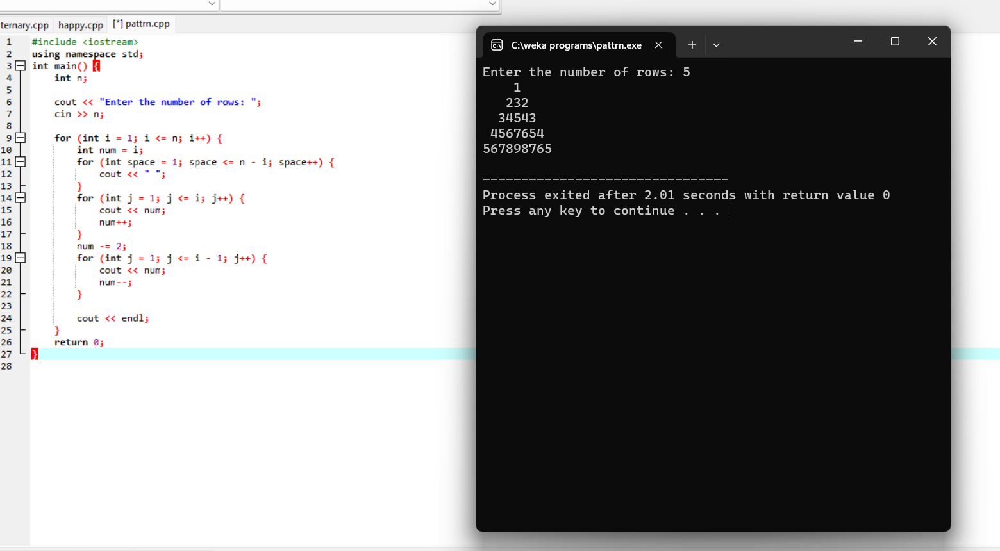 ternary.cpp happy.cpp [*] pattrn.cpp
1 #include <iostream>
2 using namespace std;
3 int main() {
4     int n;
5
6     cout << "Enter the number of rows: ";
7     cin >> n;
8
9     for (int i = 1; i <= n; i++) {
10         int num = i;
11         for (int space = 1; space <= n - i; space++) {
12             cout << " ";
13         }
14         for (int j = 1; j <= i; j++) {
15             cout << num;
16             num++;
17         }
18         num -= 2;
19         for (int j = 1; j <= i - 1; j++) {
20             cout << num;
21             num--;
22         }
23
24         cout << endl;
25     }
26     return 0;
27 }
28
C:\weka programs\pattrn.exe
Enter the number of rows: 5
    1
   232
  34543
 4567654
567898765
--------------------------------
Process exited after 2.01 seconds with return value 0
Press any key to continue . . .